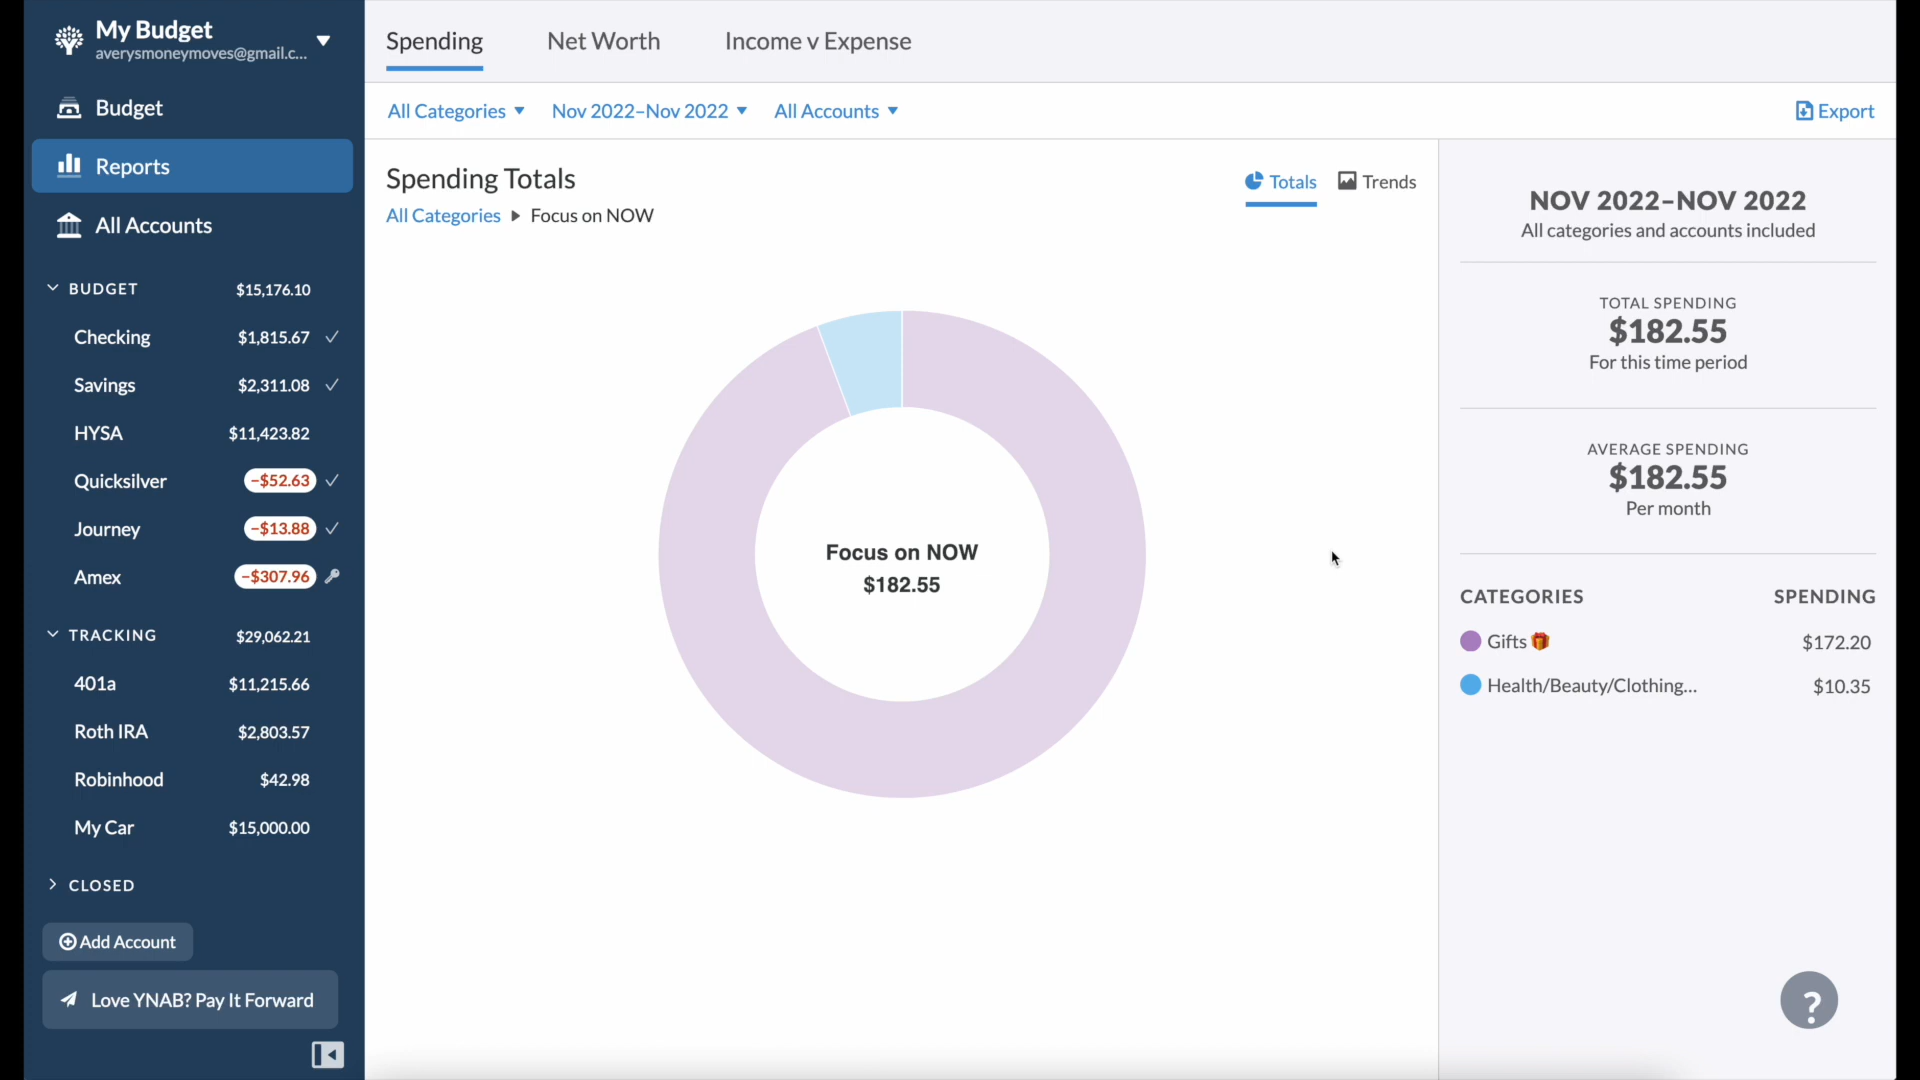 My Budget
averysmoneymoves@gmail.c...
Budget
Reports
All Accounts
BUDGET $15,176.10
Checking $1,815.67
Savings $2,311.08
HYSA $11,423.82
Quicksilver -$52.63
Journey -$13.88
Amex -$307.96
TRACKING $29,062.21
401a $11,215.66
Roth IRA $2,803.57
Robinhood $42.98
My Car $15,000.00
CLOSED
Add Account
Love YNAB? Pay It Forward
Spending Net Worth Income v Expense
All Categories Nov 2022–Nov 2022 All Accounts Export
Spending Totals
Totals Trends
All Categories Focus on NOW
Focus on NOW
$182.55
NOV 2022–NOV 2022
All categories and accounts included
TOTAL SPENDING
$182.55
For this time period
AVERAGE SPENDING
$182.55
Per month
CATEGORIES SPENDING
Gifts 🎁 $172.20
Health/Beauty/Clothing... $10.35
?